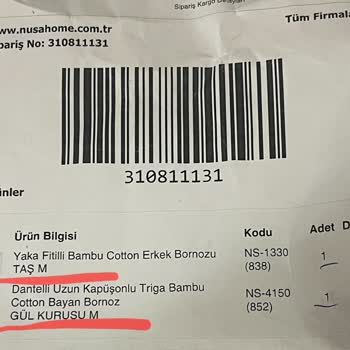 Sipariş Kargo Detayları
www.nusahome.com.tr
Tüm Firmala
pariş No: 310811131
310811131
ünler
Ürün Bilgisi Kodu Adet D
Yaka Fitilli Bambu Cotton Erkek Bornozu NS-1330 1
TAŞ M (838)
Dantelli Uzun Kapüşonlu Triga Bambu NS-4150 1
Cotton Bayan Bornoz (852)
GÜL KURUSU M